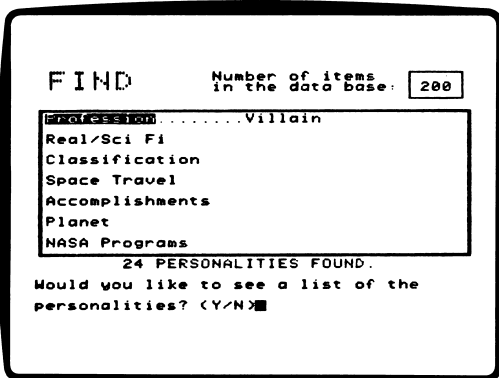 FIND
Number of items
in the data base: 200
Profession........Villain
Real/Sci Fi
Classification
Space Travel
Accomplishments
Planet
NASA Programs
24 PERSONALITIES FOUND.
Would you like to see a list of the
personalities? (Y/N)